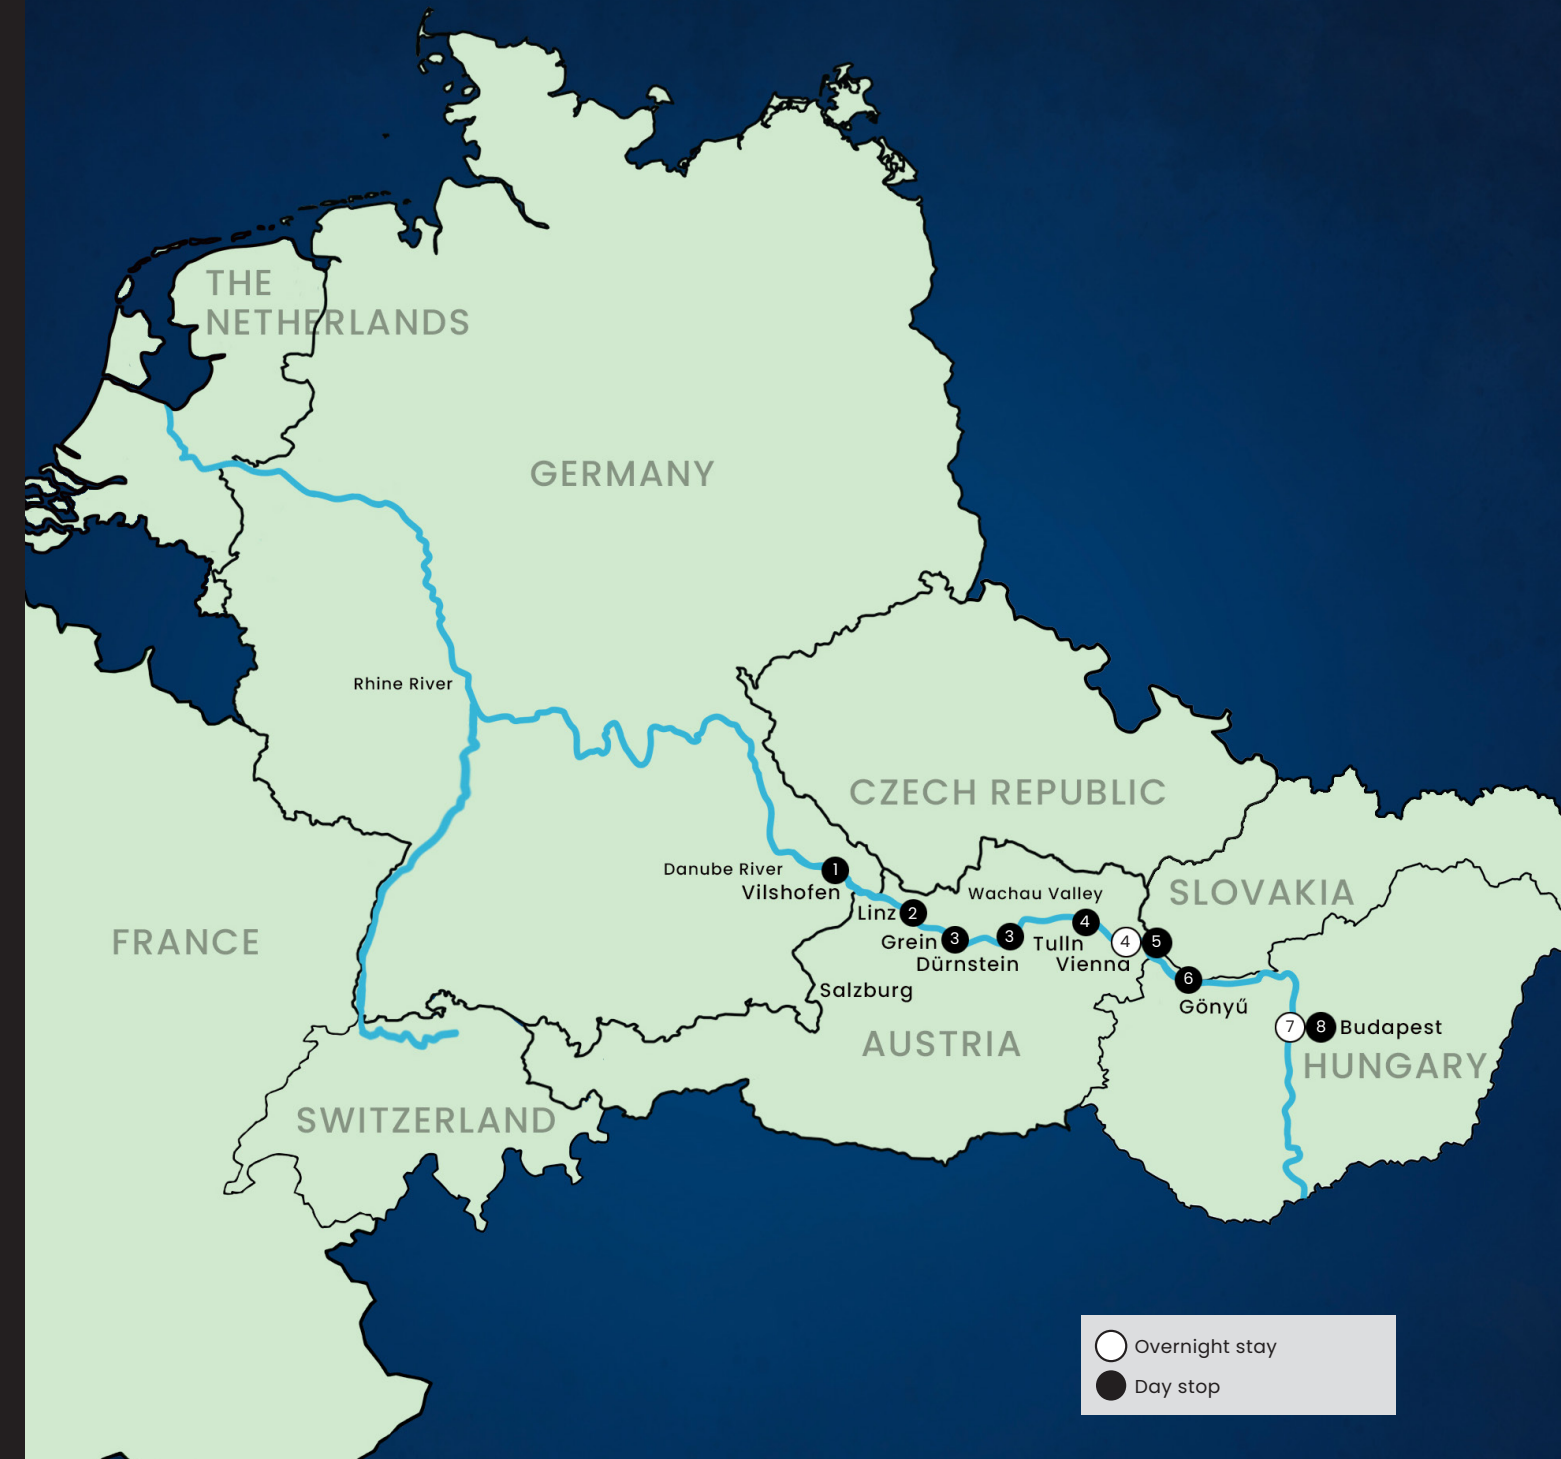 THE
NETHERLANDS
GERMANY
Rhine River
CZECH REPUBLIC
Danube River
1
Vilshofen
Wachau Valley
SLOVAKIA
Linz 2
4
FRANCE
Grein 3
3
Tulln
4 5
Dürnstein
Vienna
6
Salzburg
Gönyű
7 8 Budapest
AUSTRIA
HUNGARY
SWITZERLAND
Overnight stay
Day stop